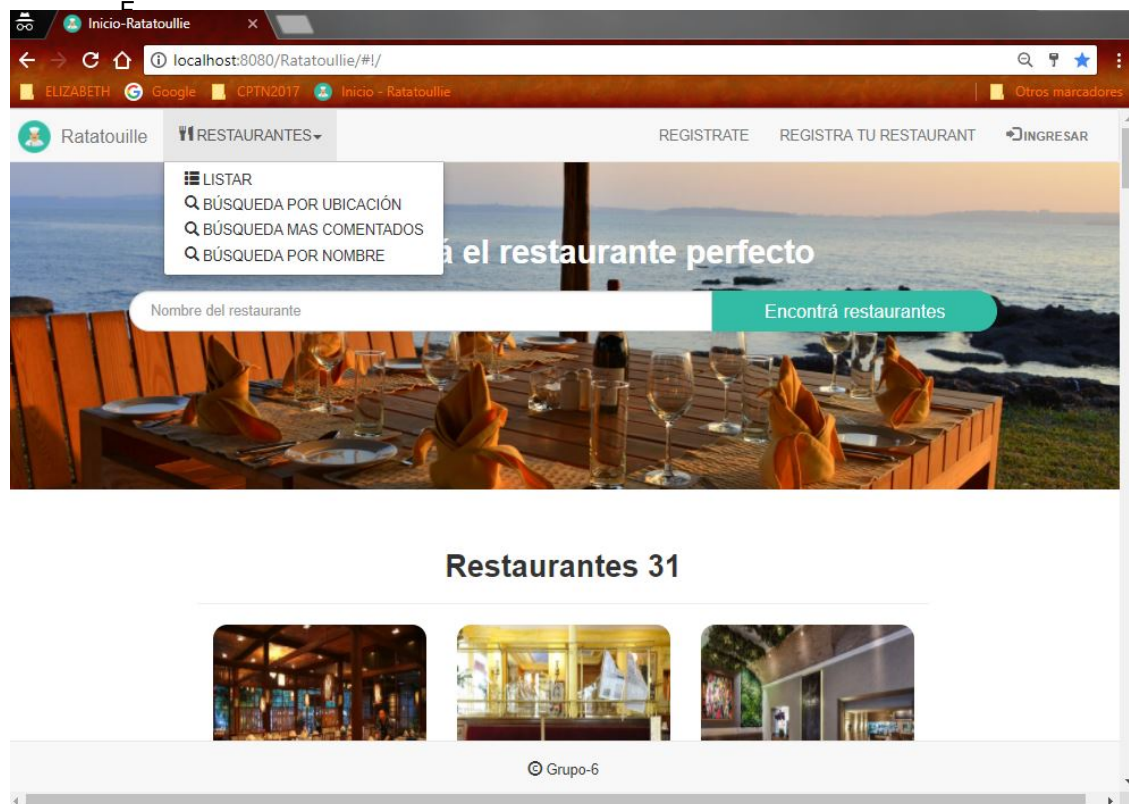 E
Inicio-Ratatoullie
localhost:8080/Ratatoullie/#!/
ELIZABETH Google CPTN2017 Inicio - Ratatoullie Otros marcadores
Ratatouille RESTAURANTES REGISTRATE REGISTRA TU RESTAURANT INGRESAR
LISTAR
BÚSQUEDA POR UBICACIÓN
BÚSQUEDA MAS COMENTADOS
BÚSQUEDA POR NOMBRE
á el restaurante perfecto
Nombre del restaurante Encontrá restaurantes
Restaurantes 31
© Grupo-6